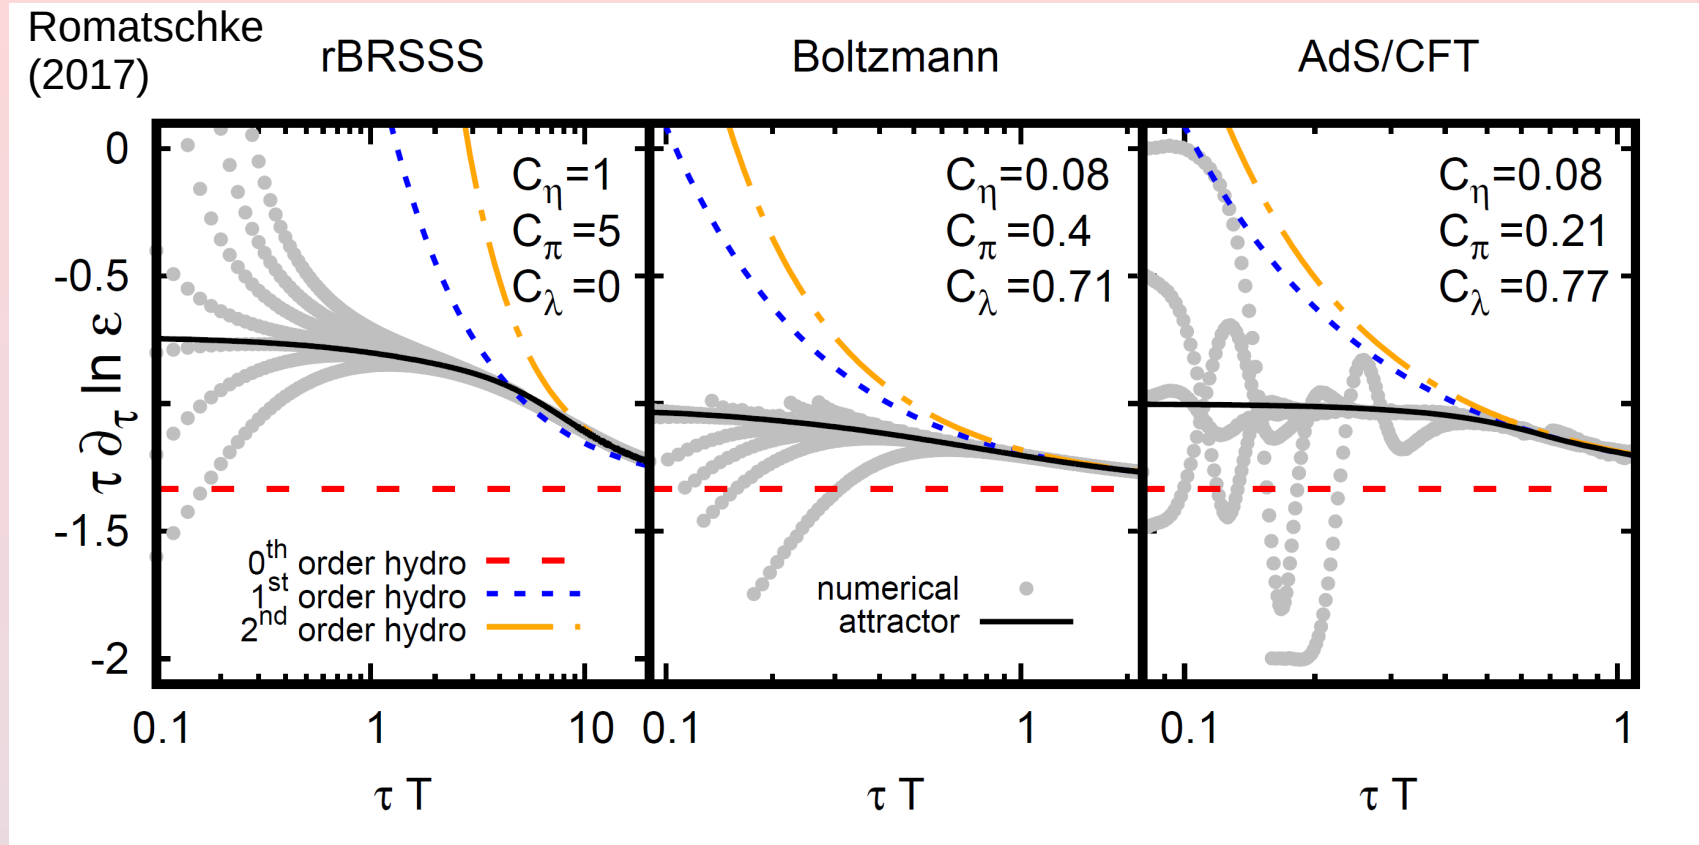 Romatschke
(2017)
rBRSSS
Boltzmann
AdS/CFT
τ ∂τ ln ε
0
-0.5
-1.5
-2
Cη=1
Cπ =5
Cλ =0
0th order hydro
1st order hydro
2nd order hydro
Cη=0.08
Cπ =0.4
Cλ =0.71
numerical
attractor
Cη=0.08
Cπ =0.21
Cλ =0.77
0.1 1 10
0.1 1
0.1 1
τ T
τ T
τ T